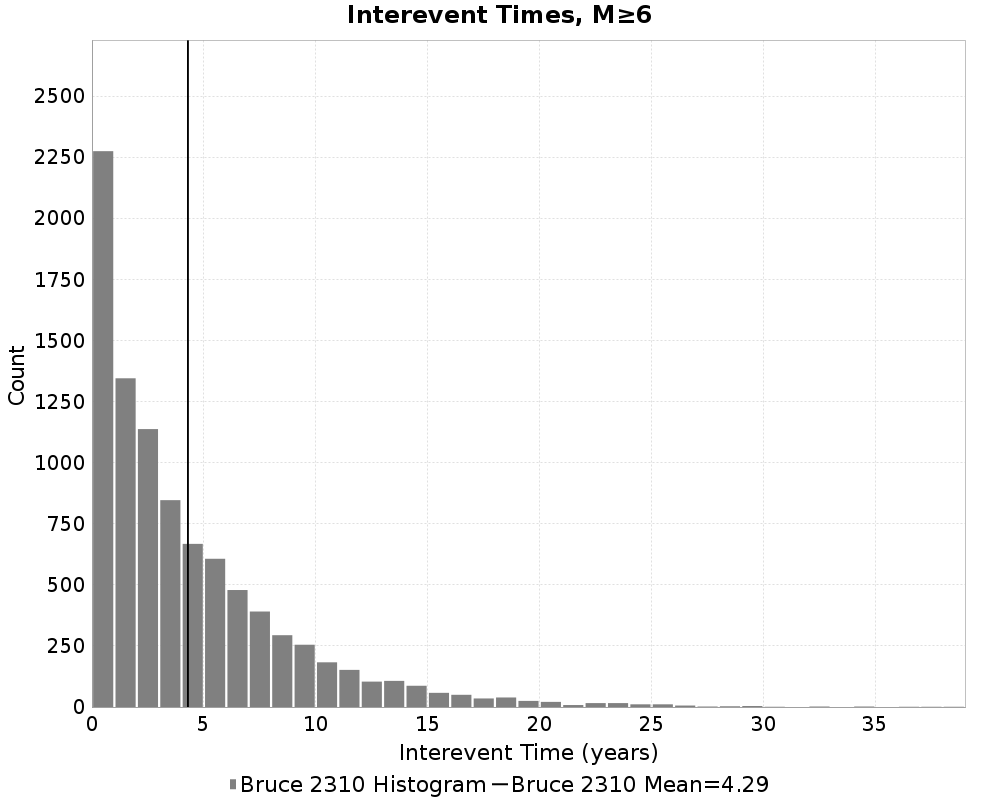 Interevent Times, M≥6
2500
2250
2000
1750
1500
1250
1000
750
500
250
0
Count
0 5 10 15 20 25 30 35
Interevent Time (years)
Bruce 2310 Histogram Bruce 2310 Mean=4.29